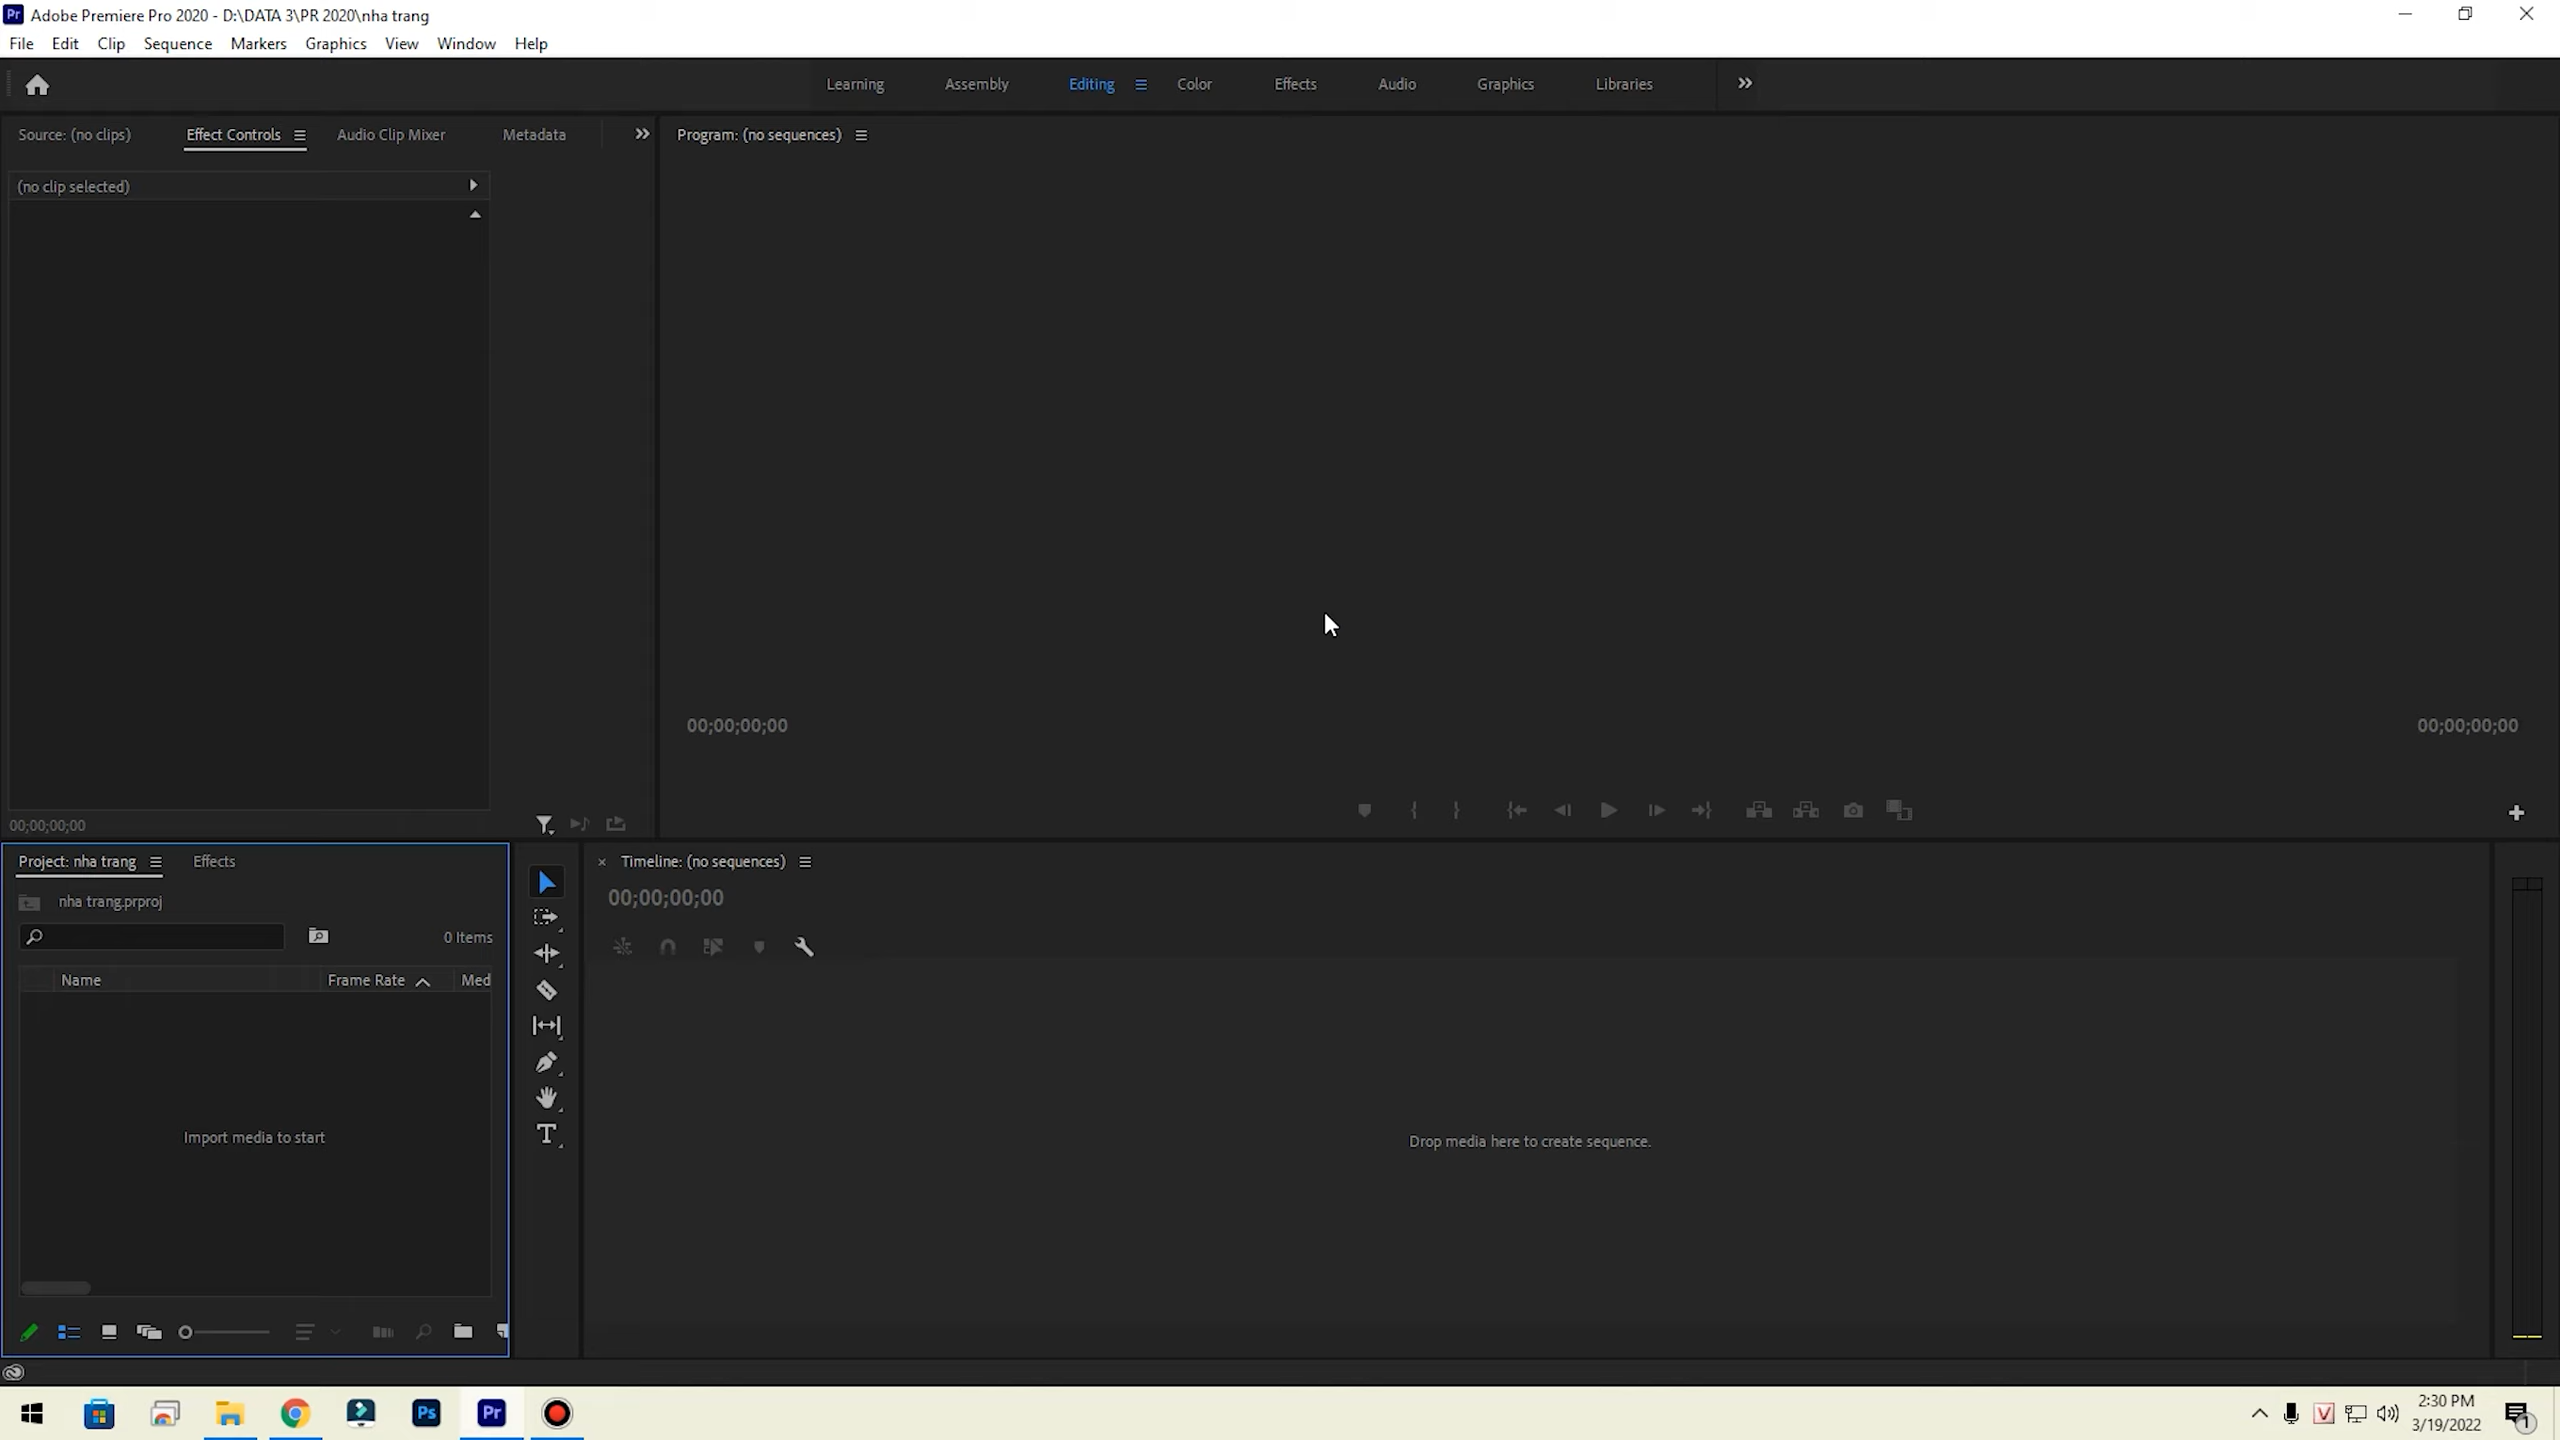 Pr Adobe Premiere Pro 2020 - D:\DATA 3\PR 2020\nha trang
File Edit Clip Sequence Markers Graphics View Window Help
Learning Assembly Editing Color Effects Audio Graphics Libraries
Source: (no clips) Effect Controls Audio Clip Mixer Metadata
Program: (no sequences)
(no clip selected)
00;00;00;00 00;00;00;00
00;00;00;00
Project: nha trang Effects
Timeline: (no sequences)
nha trang.prproj
00;00;00;00
0 Items
Name Frame Rate Med
Import media to start
Drop media here to create sequence.
Ps Pr
V
2:30 PM
3/19/2022
1